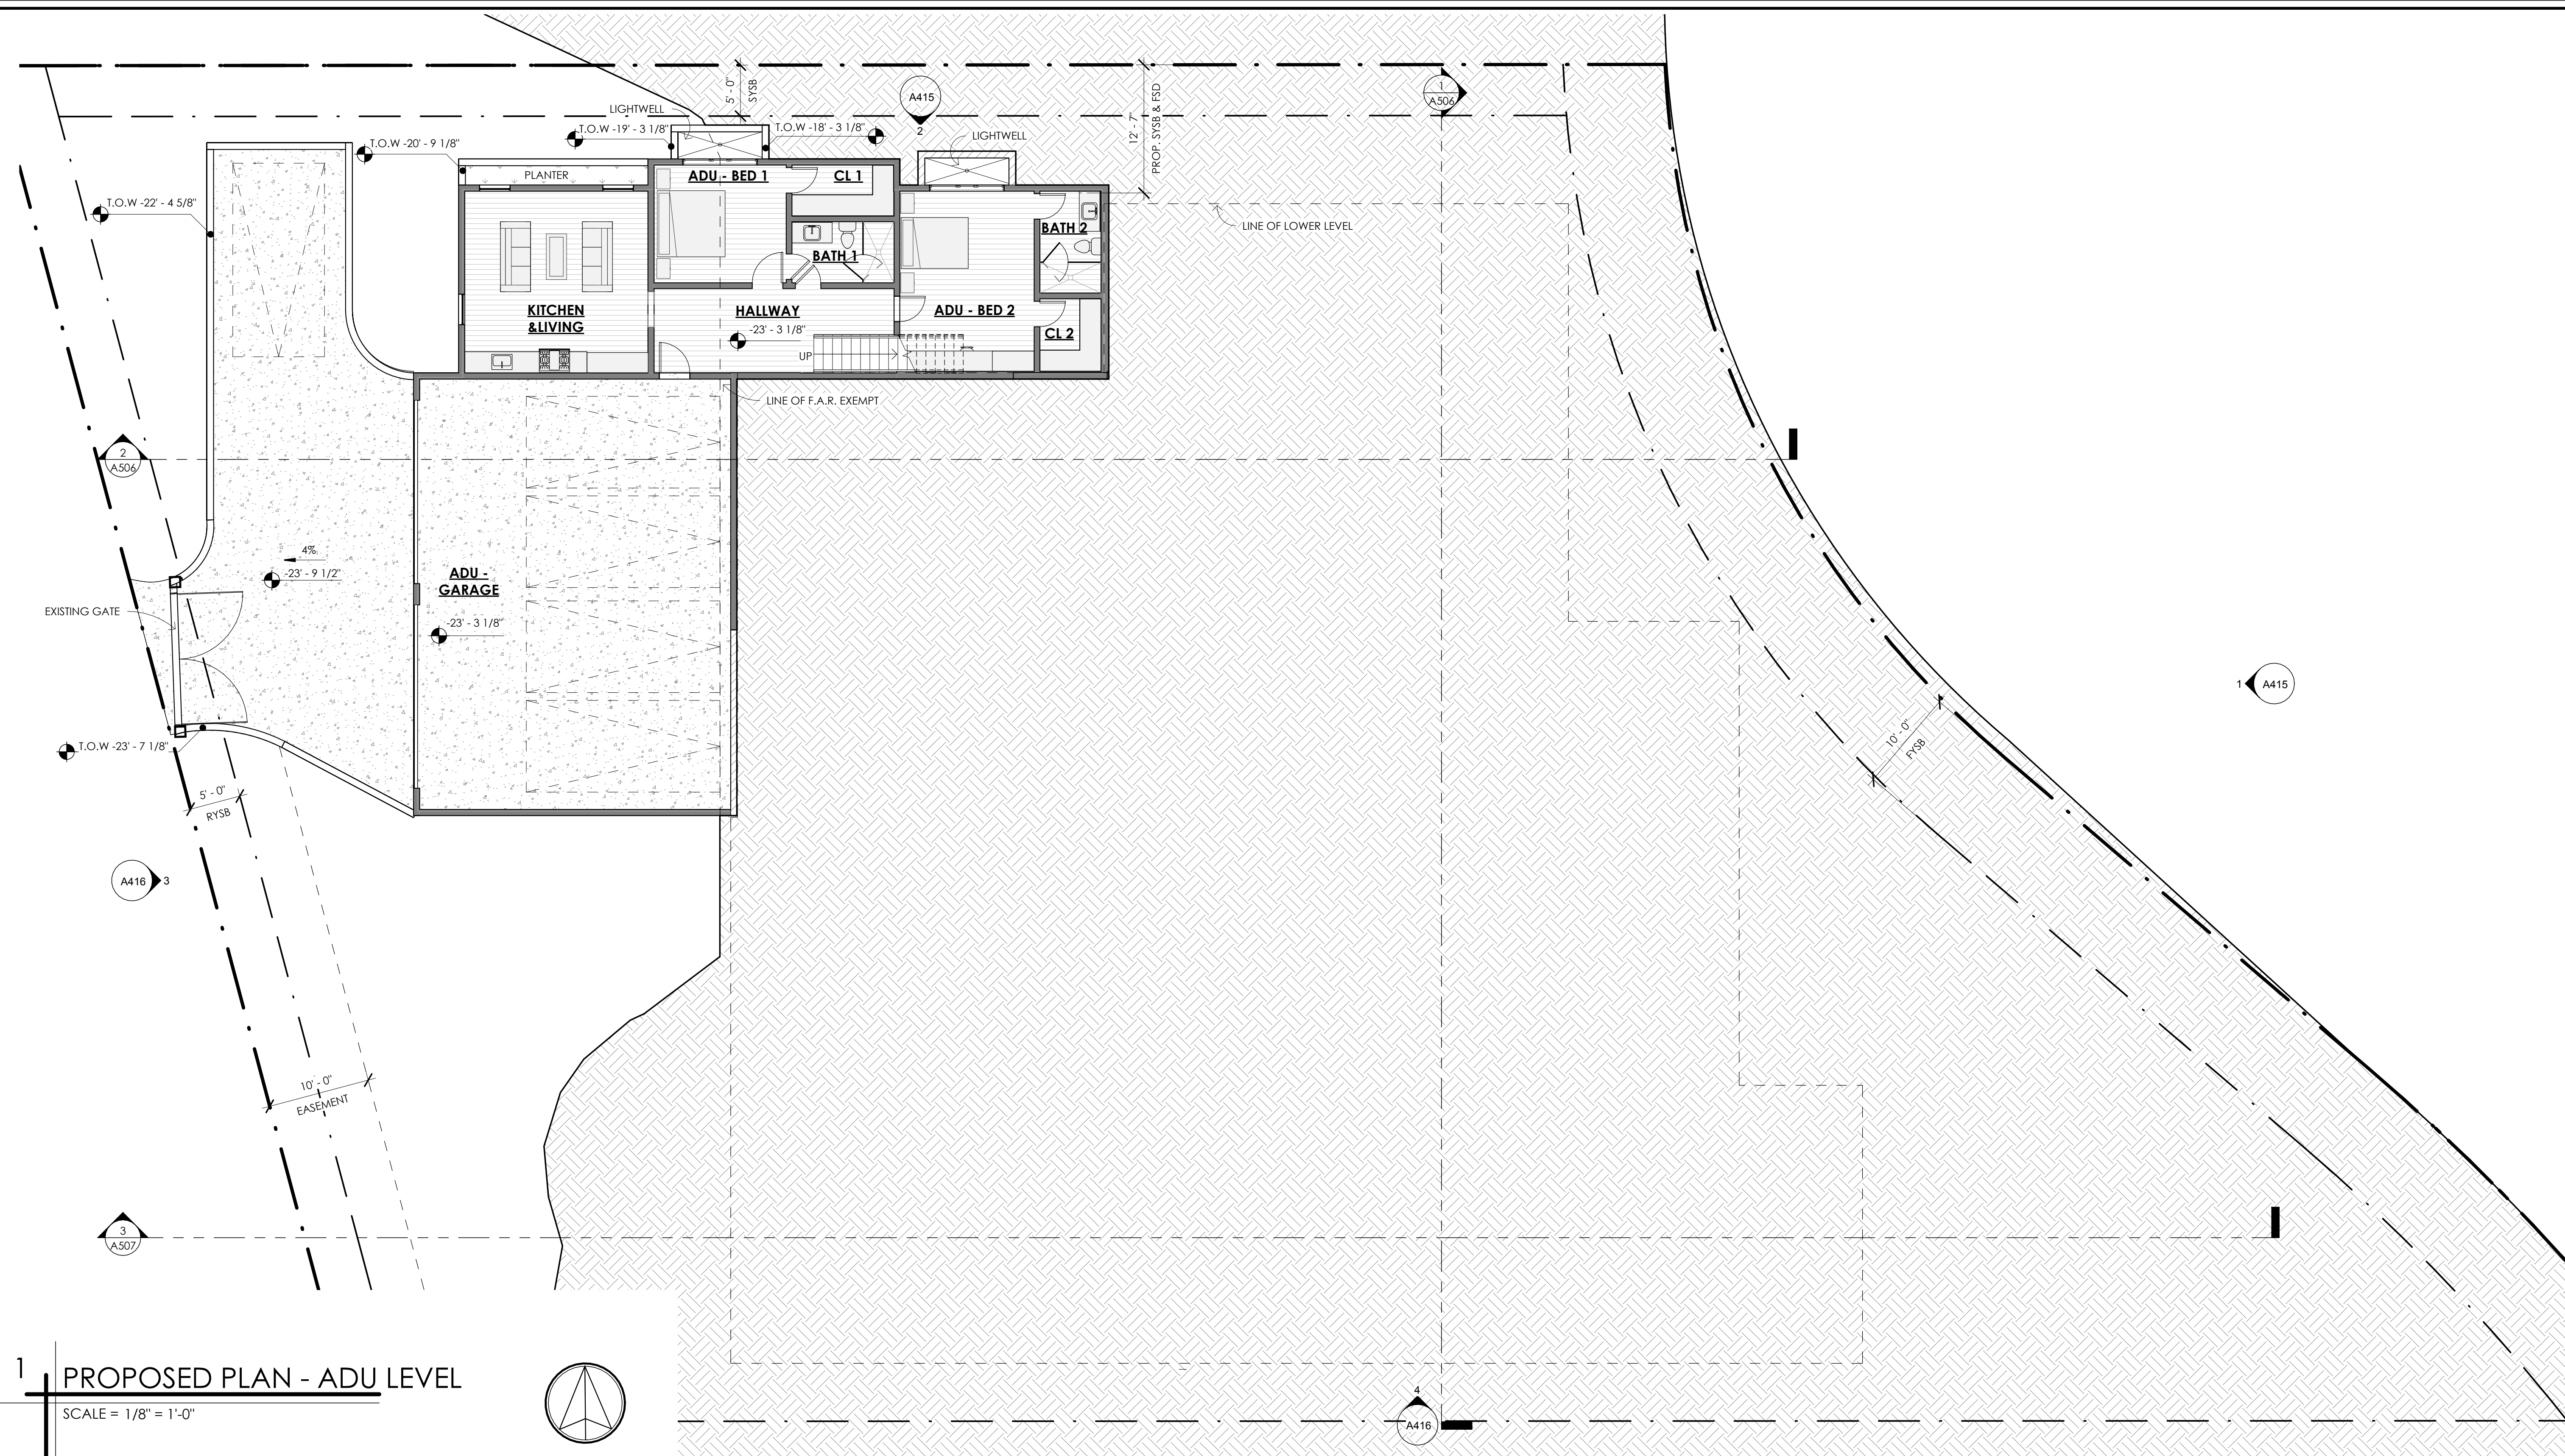 5' - 0"
SYSB
A415
2
1
A506
12' - 7"
PROP. SYSB & FSD
LIGHTWELL
T.O.W -19' - 3 1/8"
T.O.W -18' - 3 1/8"
LIGHTWELL
T.O.W -20' - 9 1/8"
PLANTER
ADU - BED 1
CL 1
T.O.W -22' - 4 5/8"
BATH 2
LINE OF LOWER LEVEL
BATH 1
KITCHEN
&LIVING
HALLWAY
-23' - 3 1/8"
ADU - BED 2
CL 2
UP
LINE OF F.A.R. EXEMPT
2
A506
4%
-23' - 9 1/2"
ADU -
GARAGE
EXISTING GATE
-23' - 3 1/8"
1
A415
10' - 0"
FYSB
T.O.W -23' - 7 1/8"
5' - 0"
RYSB
A416
3
10' - 0"
EASEMENT
3
A507
1
PROPOSED PLAN - ADU LEVEL
SCALE = 1/8" = 1'-0"
4
A416